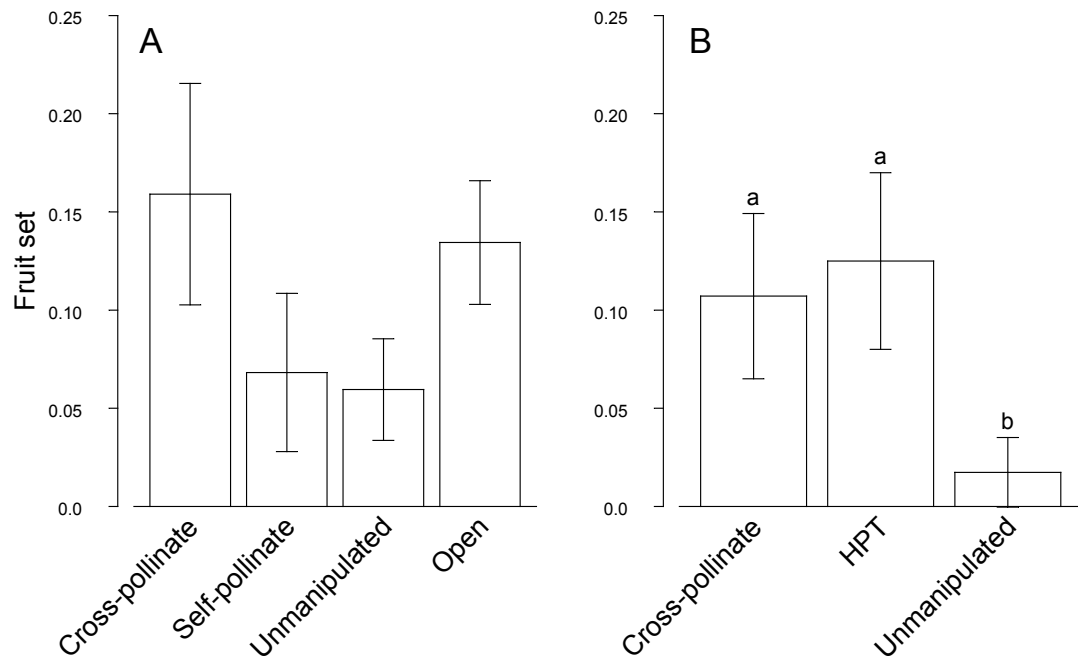 A
0.25
0.20
0.15
0.10
0.05
0.0
Fruit set
Cross-pollinate
Self-pollinate
Unmanipulated
Open
B
0.25
0.20
0.15
0.10
0.05
0.0
a
a
b
Cross-pollinate
HPT
Unmanipulated